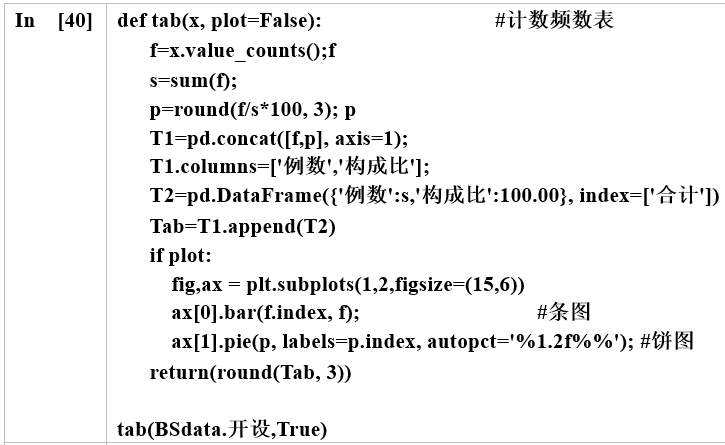 In [40] def tab(x, plot=False): #计数频数表
f=x.value_counts();f
s=sum(f);
p=round(f/s*100, 3); p
T1=pd.concat([f,p], axis=1);
T1.columns=['例数','构成比'];
T2=pd.DataFrame({'例数':s,'构成比':100.00}, index=['合计'])
Tab=T1.append(T2)
if plot:
fig,ax = plt.subplots(1,2,figsize=(15,6))
ax[0].bar(f.index, f); #条图
ax[1].pie(p, labels=p.index, autopct='%1.2f%%'); #饼图
return(round(Tab, 3))
tab(BSdata.开设,True)